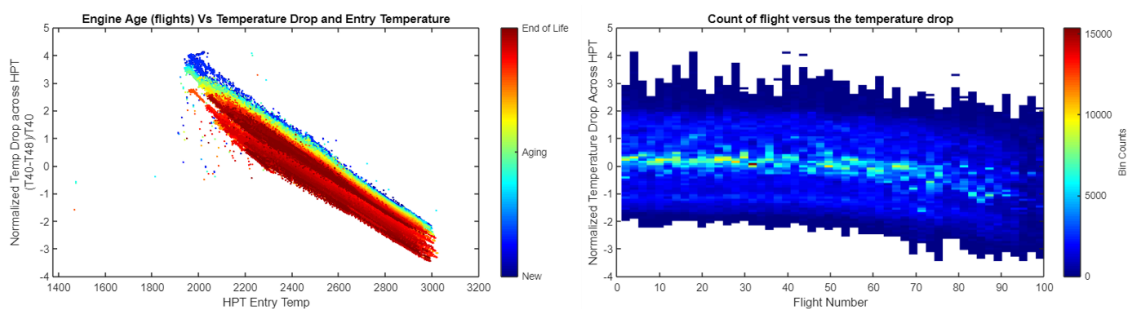 Engine Age (flights) Vs Temperature Drop and Entry Temperature
Normalized Temp Drop across HPT
(T40-T48)/T40
5
4
3
2
1
0
-1
-2
-3
-4
1400 1600 1800 2000 2200 2400 2600 2800 3000 3200
HPT Entry Temp
End of Life
Aging
New
Count of flight versus the temperature drop
Normalized Temperature Drop Across HPT
5
4
3
2
1
0
-1
-2
-3
-4
0 10 20 30 40 50 60 70 80 90 100
Flight Number
15000
10000
5000
0
Bin Counts